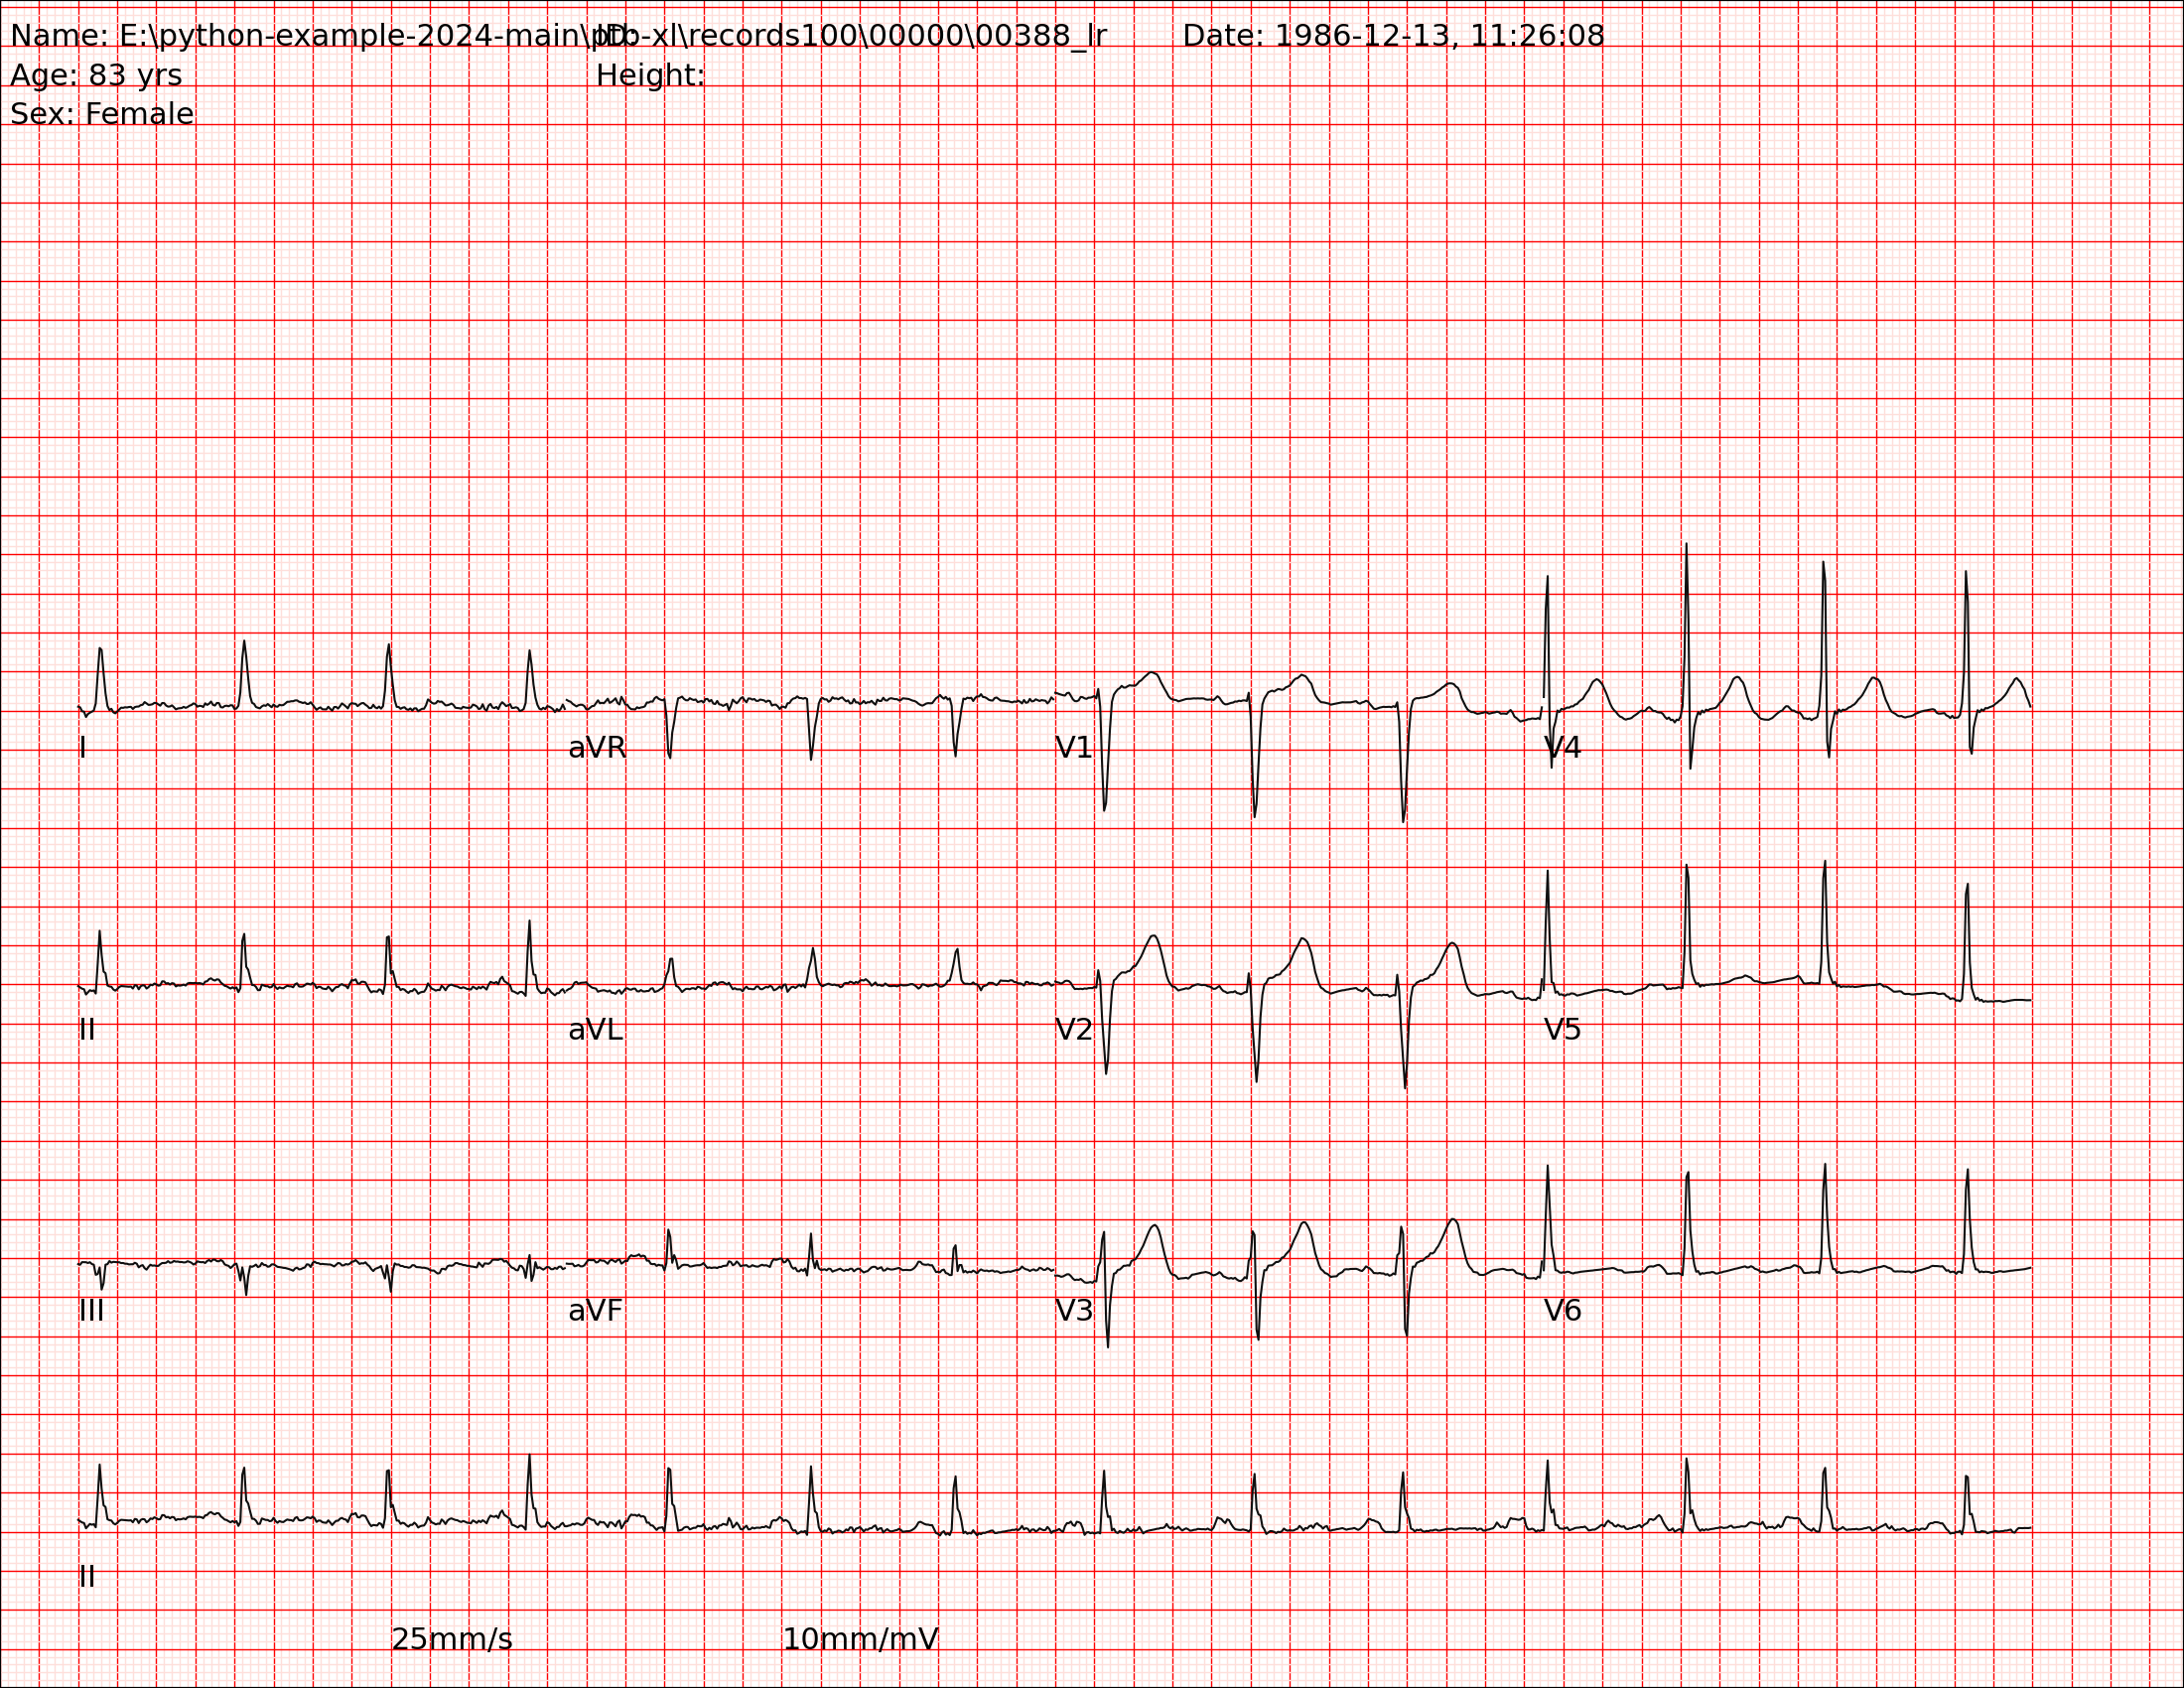 Name: E:\python-example-2024-main\ptb-xl\records100\00000\00388_lr ID: Date: 1986-12-13, 11:26:08
Age: 83 yrs Height:
Sex: Female
I aVR V1 V4
II aVL V2 V5
III aVF V3 V6
II
25mm/s 10mm/mV